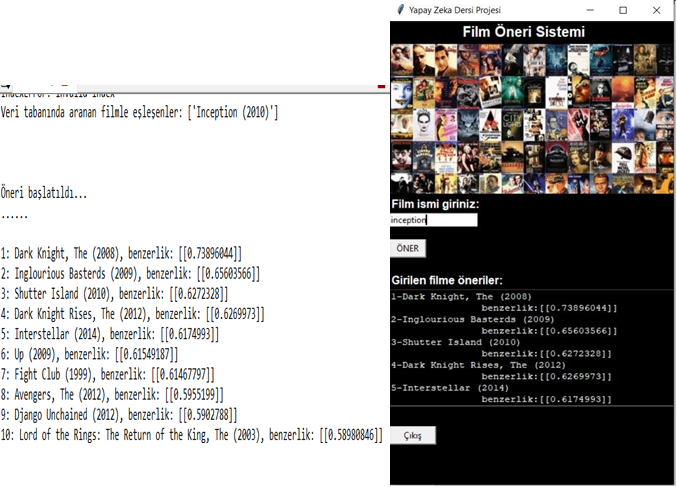 IndexError: invalid index
Veri tabanında aranan filmle eşleşenler: ['Inception (2010)']
Öneri başlatıldı...
......
1: Dark Knight, The (2008), benzerlik: [[0.73896044]]
2: Inglourious Basterds (2009), benzerlik: [[0.65603566]]
3: Shutter Island (2010), benzerlik: [[0.6272328]]
4: Dark Knight Rises, The (2012), benzerlik: [[0.6269973]]
5: Interstellar (2014), benzerlik: [[0.6174993]]
6: Up (2009), benzerlik: [[0.61549187]]
7: Fight Club (1999), benzerlik: [[0.61467797]]
8: Avengers, The (2012), benzerlik: [[0.5955199]]
9: Django Unchained (2012), benzerlik: [[0.5902788]]
10: Lord of the Rings: The Return of the King, The (2003), benzerlik: [[0.58980846]]
Yapay Zeka Dersi Projesi
Film Öneri Sistemi
Film ismi giriniz:
inception
ÖNER
Girilen filme öneriler:
1-Dark Knight, The (2008)
benzerlik:[[0.73896044]]
2-Inglourious Basterds (2009)
benzerlik:[[0.65603566]]
3-Shutter Island (2010)
benzerlik:[[0.6272328]]
4-Dark Knight Rises, The (2012)
benzerlik:[[0.6269973]]
5-Interstellar (2014)
benzerlik:[[0.6174993]]
Çıkış